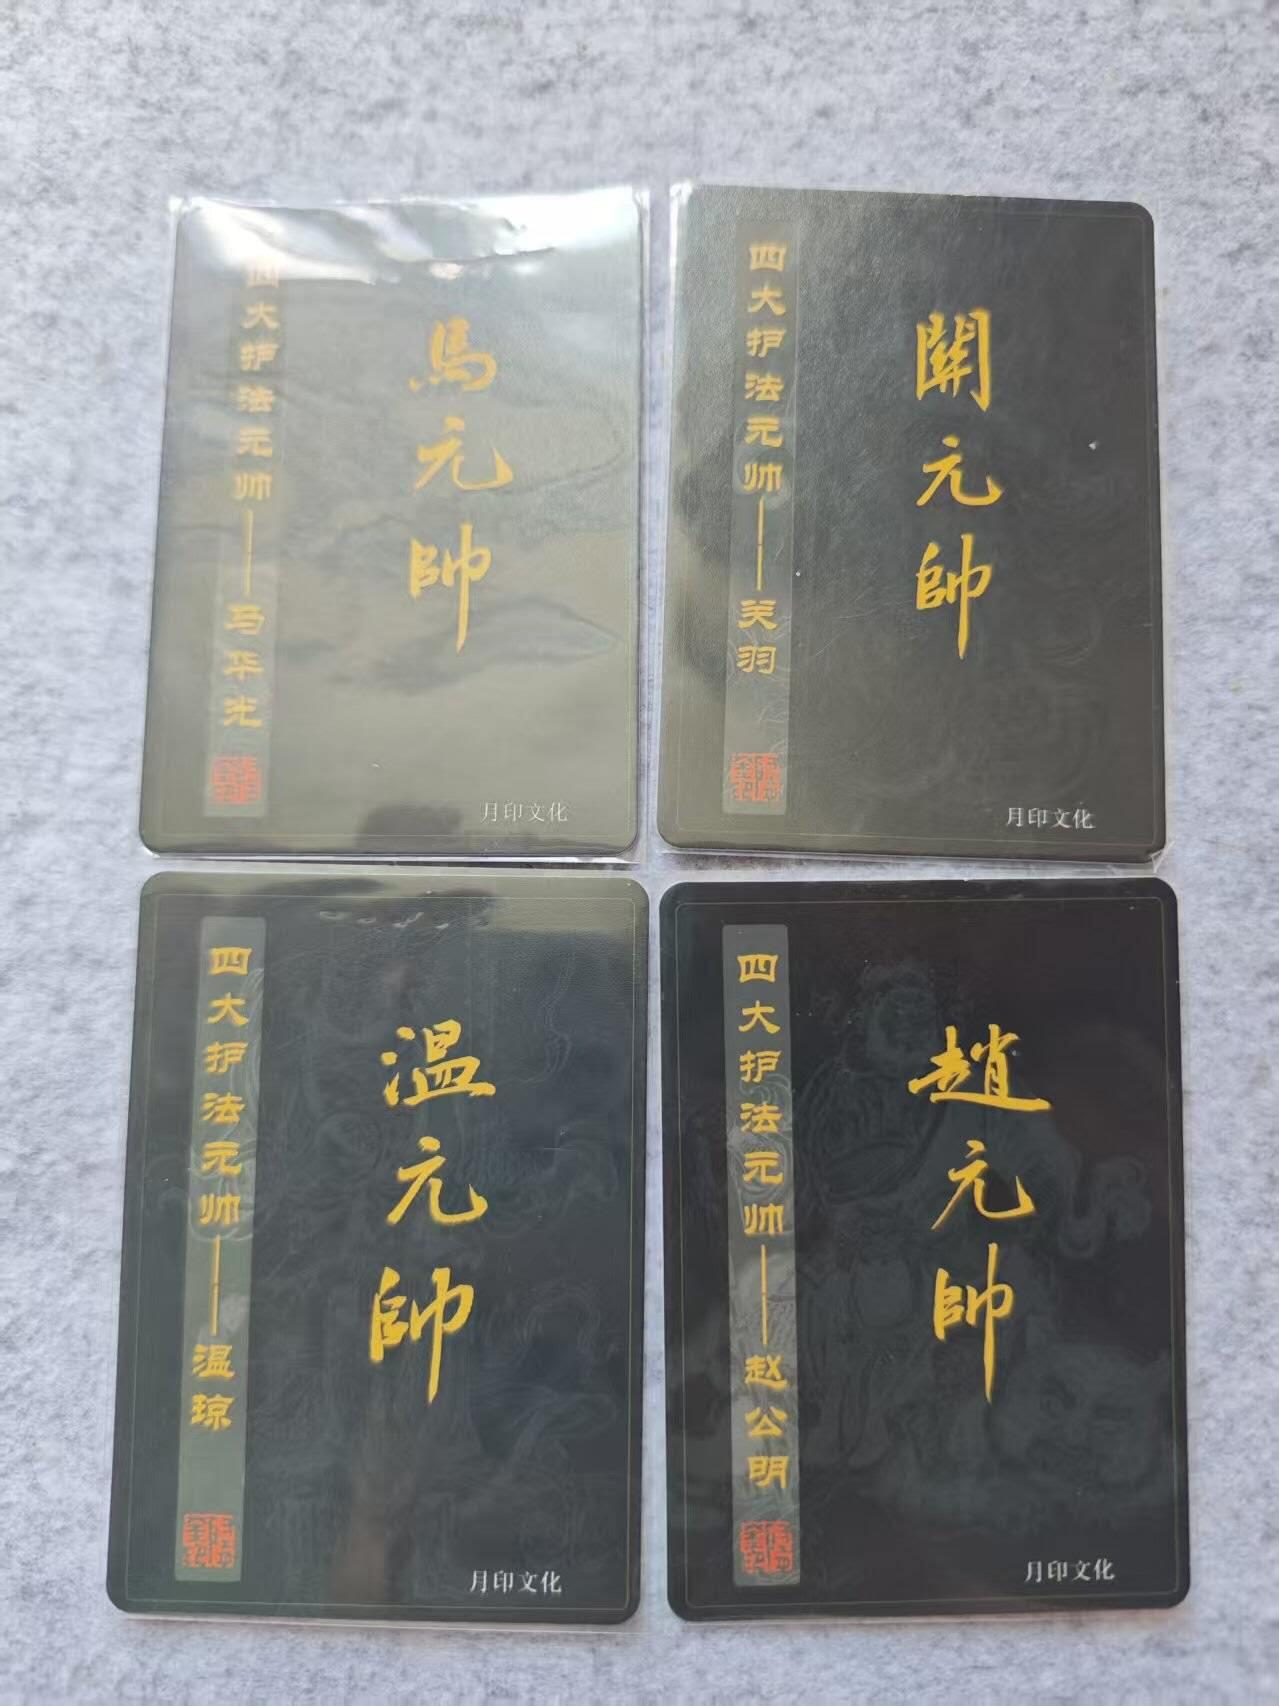 四大护法元帅——马华光
馬元帥
月印文化
四大护法元帅——关羽
關元帥
月印文化
四大护法元帅——温琼
温元帥
月印文化
四大护法元帅——赵公明
趙元帥
月印文化